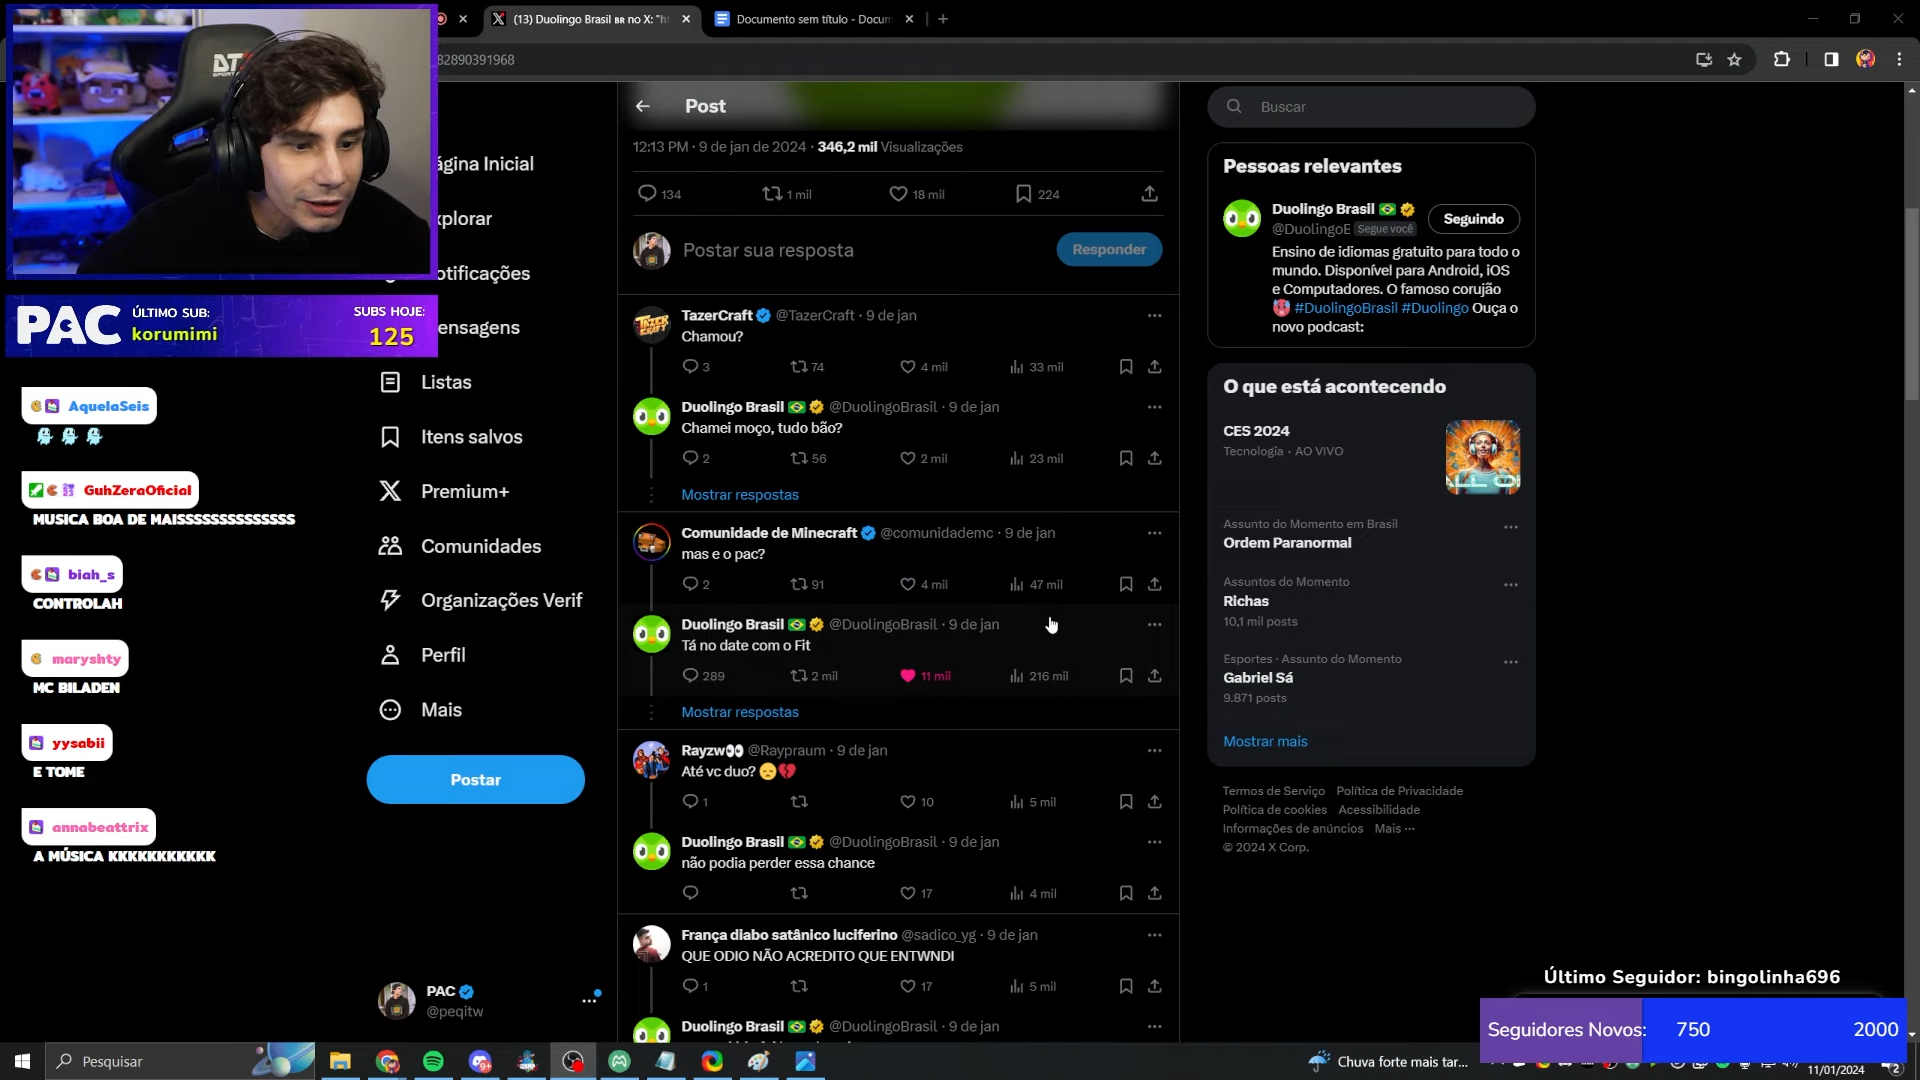 (13) Duolingo Brasil BR no X: "h
Documento sem título - Docum
82890391968
PAC
ÚLTIMO SUB:
korumimi
SUBS HOJE:
125
AquelaSeis
GuhZeraOficial
MUSICA BOA DE MAISSSSSSSSSSSSS
biah_s
CONTROLAH
maryshty
MC BILADEN
yysabii
E TOME
annabeattrix
A MÚSICA KKKKKKKKKKK
ágina Inicial
xplorar
otificações
ensagens
Listas
Itens salvos
Premium+
Comunidades
Organizações Verif
Perfil
Mais
Postar
PAC
@peqitw
Post
12:13 PM · 9 de jan de 2024 · 346,2 mil Visualizações
134 1 mil 18 mil 224
Postar sua resposta
Responder
TazerCraft @TazerCraft · 9 de jan
Chamou?
3 74 4 mil 33 mil
Duolingo Brasil @DuolingoBrasil · 9 de jan
Chamei moço, tudo bão?
2 56 2 mil 23 mil
Mostrar respostas
Comunidade de Minecraft @comunidademc · 9 de jan
mas e o pac?
2 91 4 mil 47 mil
Duolingo Brasil @DuolingoBrasil · 9 de jan
Tá no date com o Fit
289 2 mil 11 mil 216 mil
Mostrar respostas
Rayzw👀 @Raypraum · 9 de jan
Até vc duo? 😞💔
1 10 5 mil
Duolingo Brasil @DuolingoBrasil · 9 de jan
não podia perder essa chance
17 4 mil
França diabo satânico luciferino @sadico_yg · 9 de jan
QUE ODIO NÃO ACREDITO QUE ENTWNDI
1 17 5 mil
Duolingo Brasil @DuolingoBrasil · 9 de jan
Buscar
Pessoas relevantes
Duolingo Brasil
@DuolingoE Segue você
Seguindo
Ensino de idiomas gratuito para todo o
mundo. Disponível para Android, iOS
e Computadores. O famoso corujão
#DuolingoBrasil #Duolingo Ouça o
novo podcast:
O que está acontecendo
CES 2024
Tecnologia · AO VIVO
Assunto do Momento em Brasil
Ordem Paranormal
Assuntos do Momento
Richas
10,1 mil posts
Esportes · Assunto do Momento
Gabriel Sá
9.871 posts
Mostrar mais
Termos de Serviço Política de Privacidade
Política de cookies Acessibilidade
Informações de anúncios Mais ···
© 2024 X Corp.
Último Seguidor: bingolinha696
Seguidores Novos: 750 2000
Pesquisar
Chuva forte mais tar...
11/01/2024